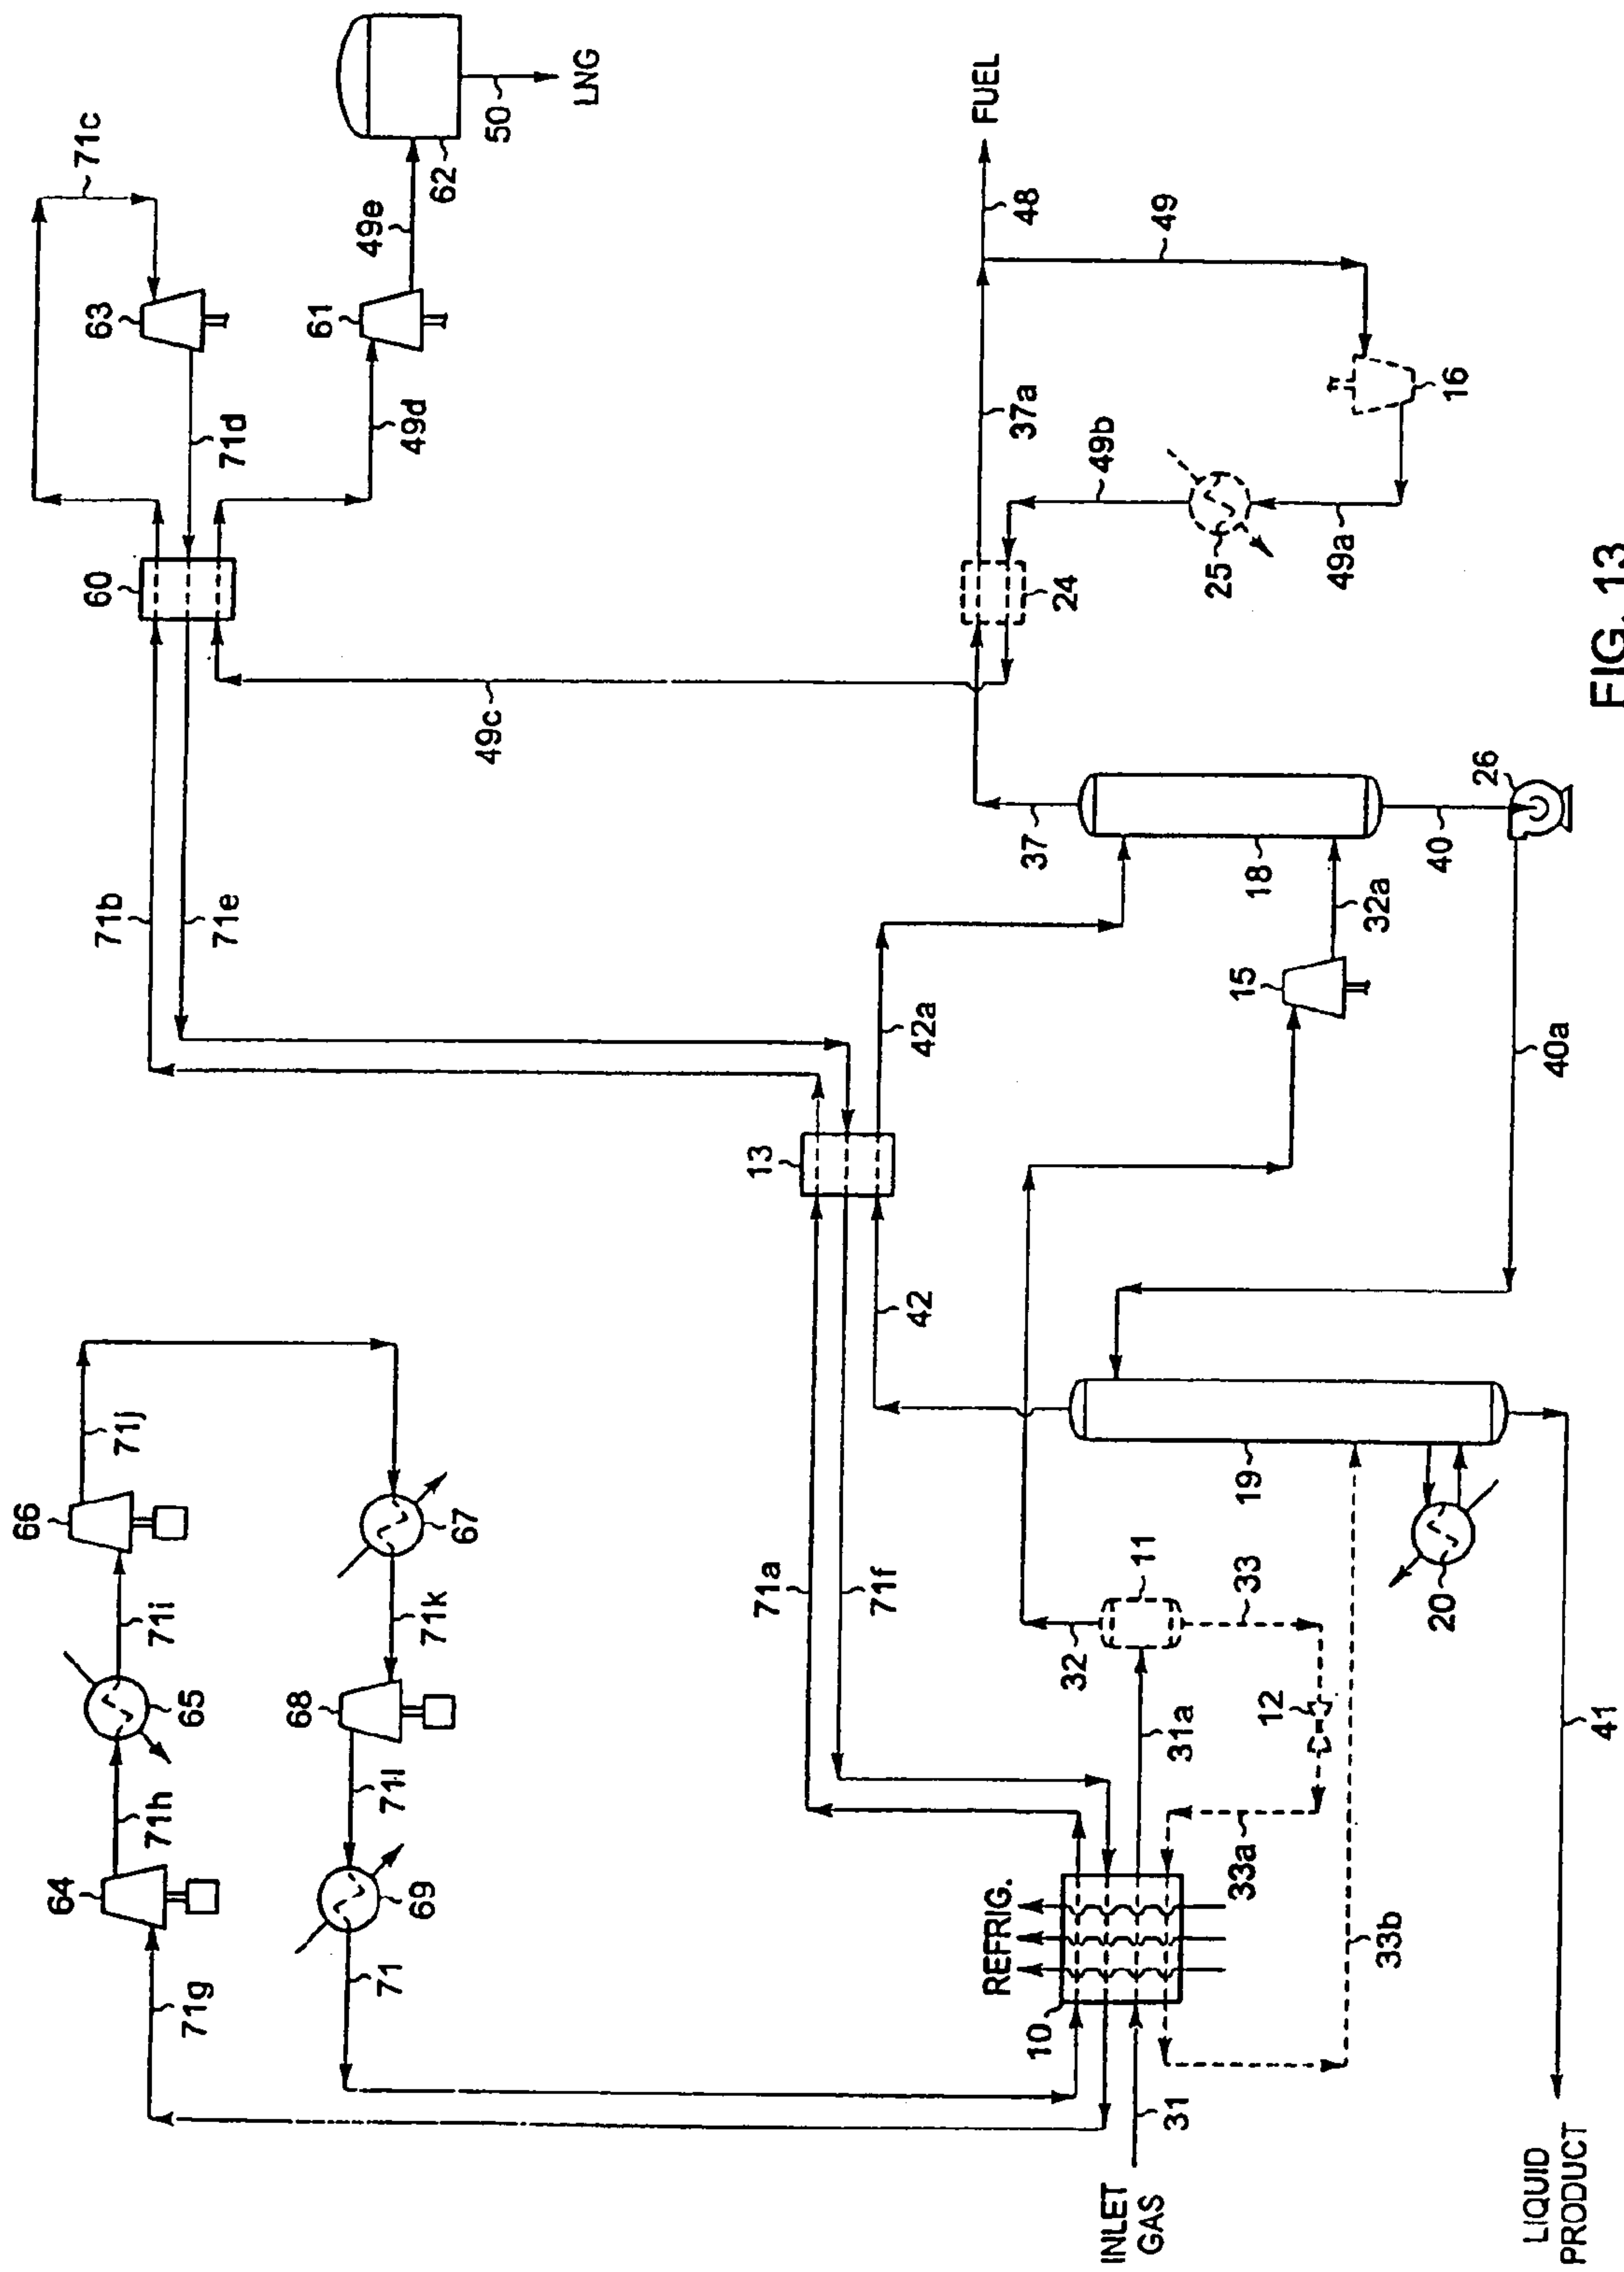 66
71j
64
71h
65
71i
71g
68
71k
67
69
71l
71
71a
71f
71b
71e
60
71c
63
71d
61
49d
49e
62
50
LNG
49c
13
42
42a
REFRIG.
10
31
INLET
GAS
31a
32
11
33
12
33a
33b
19
20
41
LIQUID
PRODUCT
15
32a
18
37
40
26
40a
24
37a
48
FUEL
49
16
49b
25
49a
FIG. 13